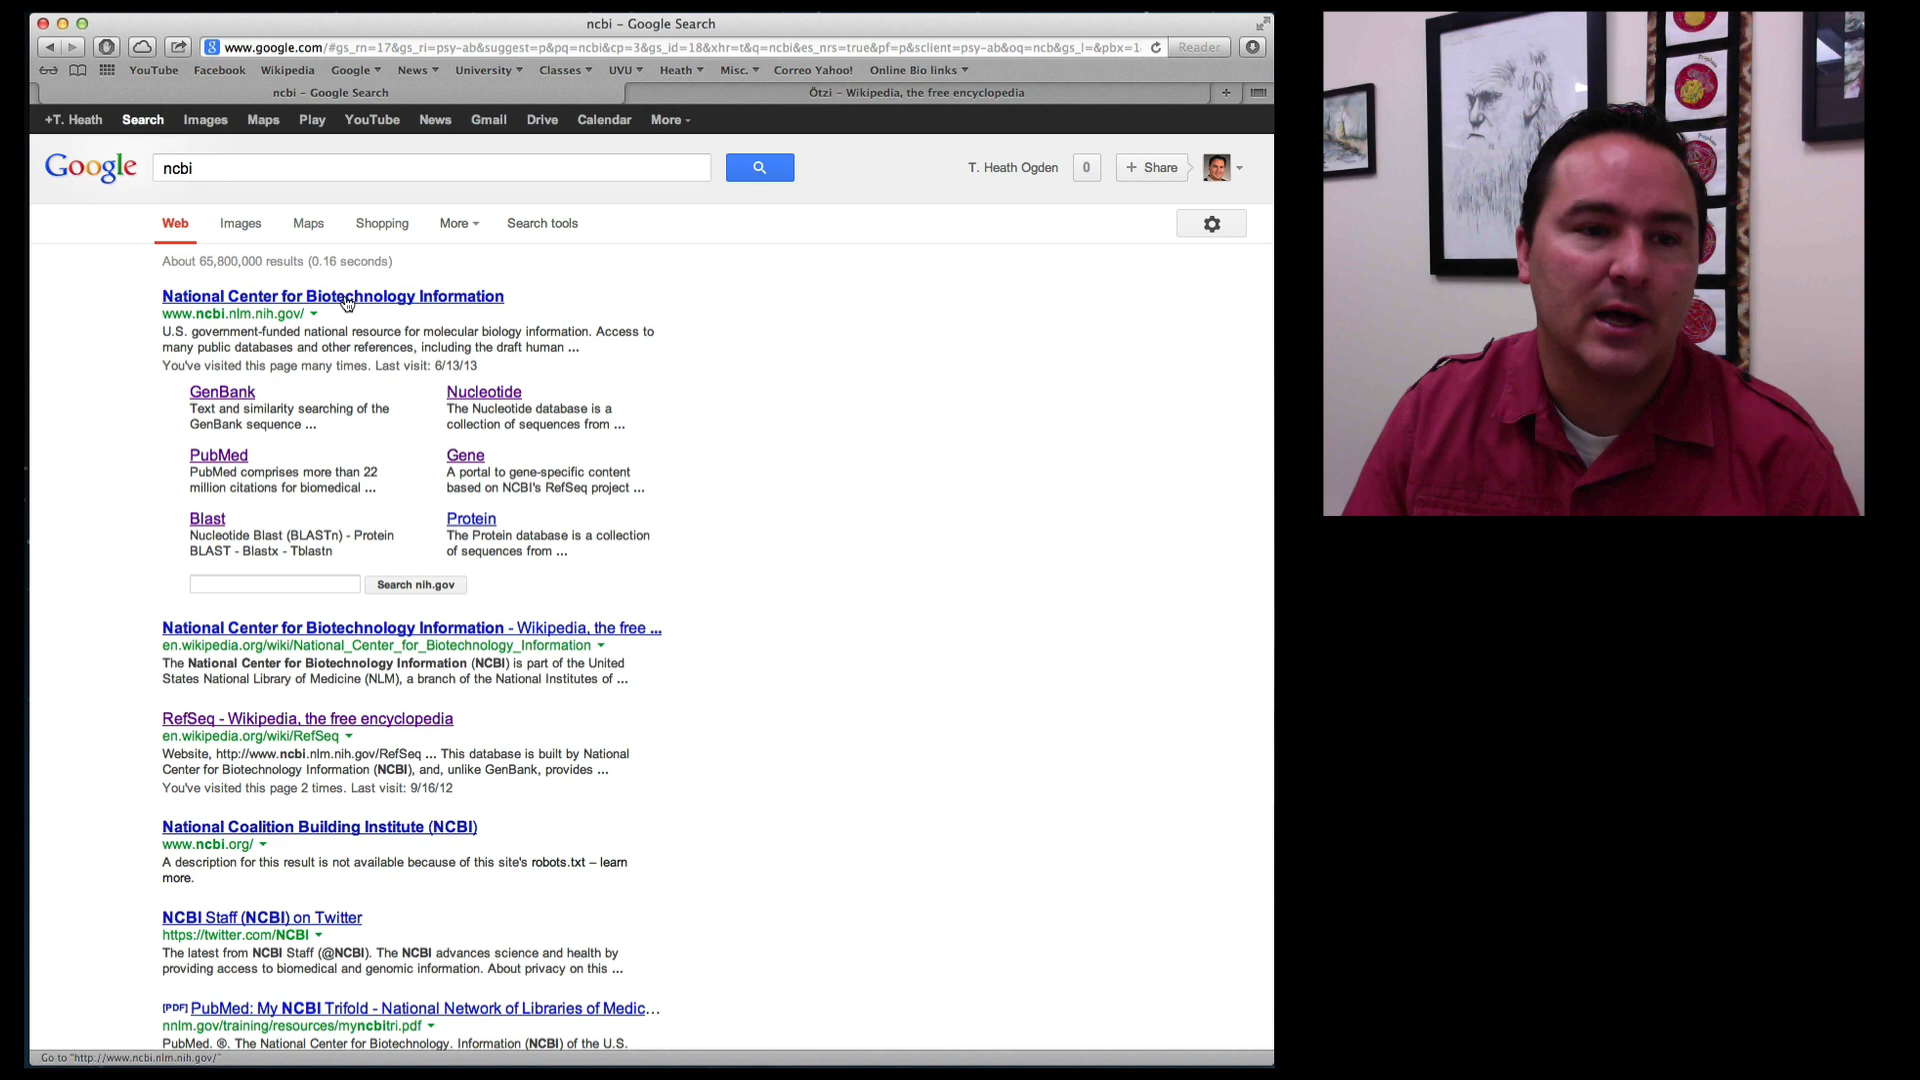 ncbi – Google Search
www.google.com/#gs_rn=17&gs_ri=psy-ab&suggest=p&pq=ncbi&cp=3&gs_id=18&xhr=t&q=ncbi&es_nrs=true&pf=p&sclient=psy-ab&oq=ncb&gs_l=&pbx=1 Reader
YouTube Facebook Wikipedia Google News University Classes UVU Heath Misc. Correo Yahoo! Online Bio links
ncbi – Google Search Ötzi – Wikipedia, the free encyclopedia
+T. Heath Search Images Maps Play YouTube News Gmail Drive Calendar More
Google ncbi T. Heath Ogden 0 + Share
Web Images Maps Shopping More Search tools
About 65,800,000 results (0.16 seconds)
National Center for Biotechnology Information
www.ncbi.nlm.nih.gov/
U.S. government-funded national resource for molecular biology information. Access to
many public databases and other references, including the draft human ...
You've visited this page many times. Last visit: 6/13/13
GenBank
Text and similarity searching of the
GenBank sequence ...
Nucleotide
The Nucleotide database is a
collection of sequences from ...
PubMed
PubMed comprises more than 22
million citations for biomedical ...
Gene
A portal to gene-specific content
based on NCBI's RefSeq project ...
Blast
Nucleotide Blast (BLASTn) - Protein
BLAST - Blastx - Tblastn
Protein
The Protein database is a collection
of sequences from ...
Search nih.gov
National Center for Biotechnology Information - Wikipedia, the free ...
en.wikipedia.org/wiki/National_Center_for_Biotechnology_Information
The National Center for Biotechnology Information (NCBI) is part of the United
States National Library of Medicine (NLM), a branch of the National Institutes of ...
RefSeq - Wikipedia, the free encyclopedia
en.wikipedia.org/wiki/RefSeq
Website, http://www.ncbi.nlm.nih.gov/RefSeq ... This database is built by National
Center for Biotechnology Information (NCBI), and, unlike GenBank, provides ...
You've visited this page 2 times. Last visit: 9/16/12
National Coalition Building Institute (NCBI)
www.ncbi.org/
A description for this result is not available because of this site's robots.txt – learn
more.
NCBI Staff (NCBI) on Twitter
https://twitter.com/NCBI
The latest from NCBI Staff (@NCBI). The NCBI advances science and health by
providing access to biomedical and genomic information. About privacy on this ...
[PDF] PubMed: My NCBI Trifold - National Network of Libraries of Medic...
nnlm.gov/training/resources/myncbitri.pdf
PubMed. ®. The National Center for Biotechnology. Information (NCBI) of the U.S.
Go to "http://www.ncbi.nlm.nih.gov/"